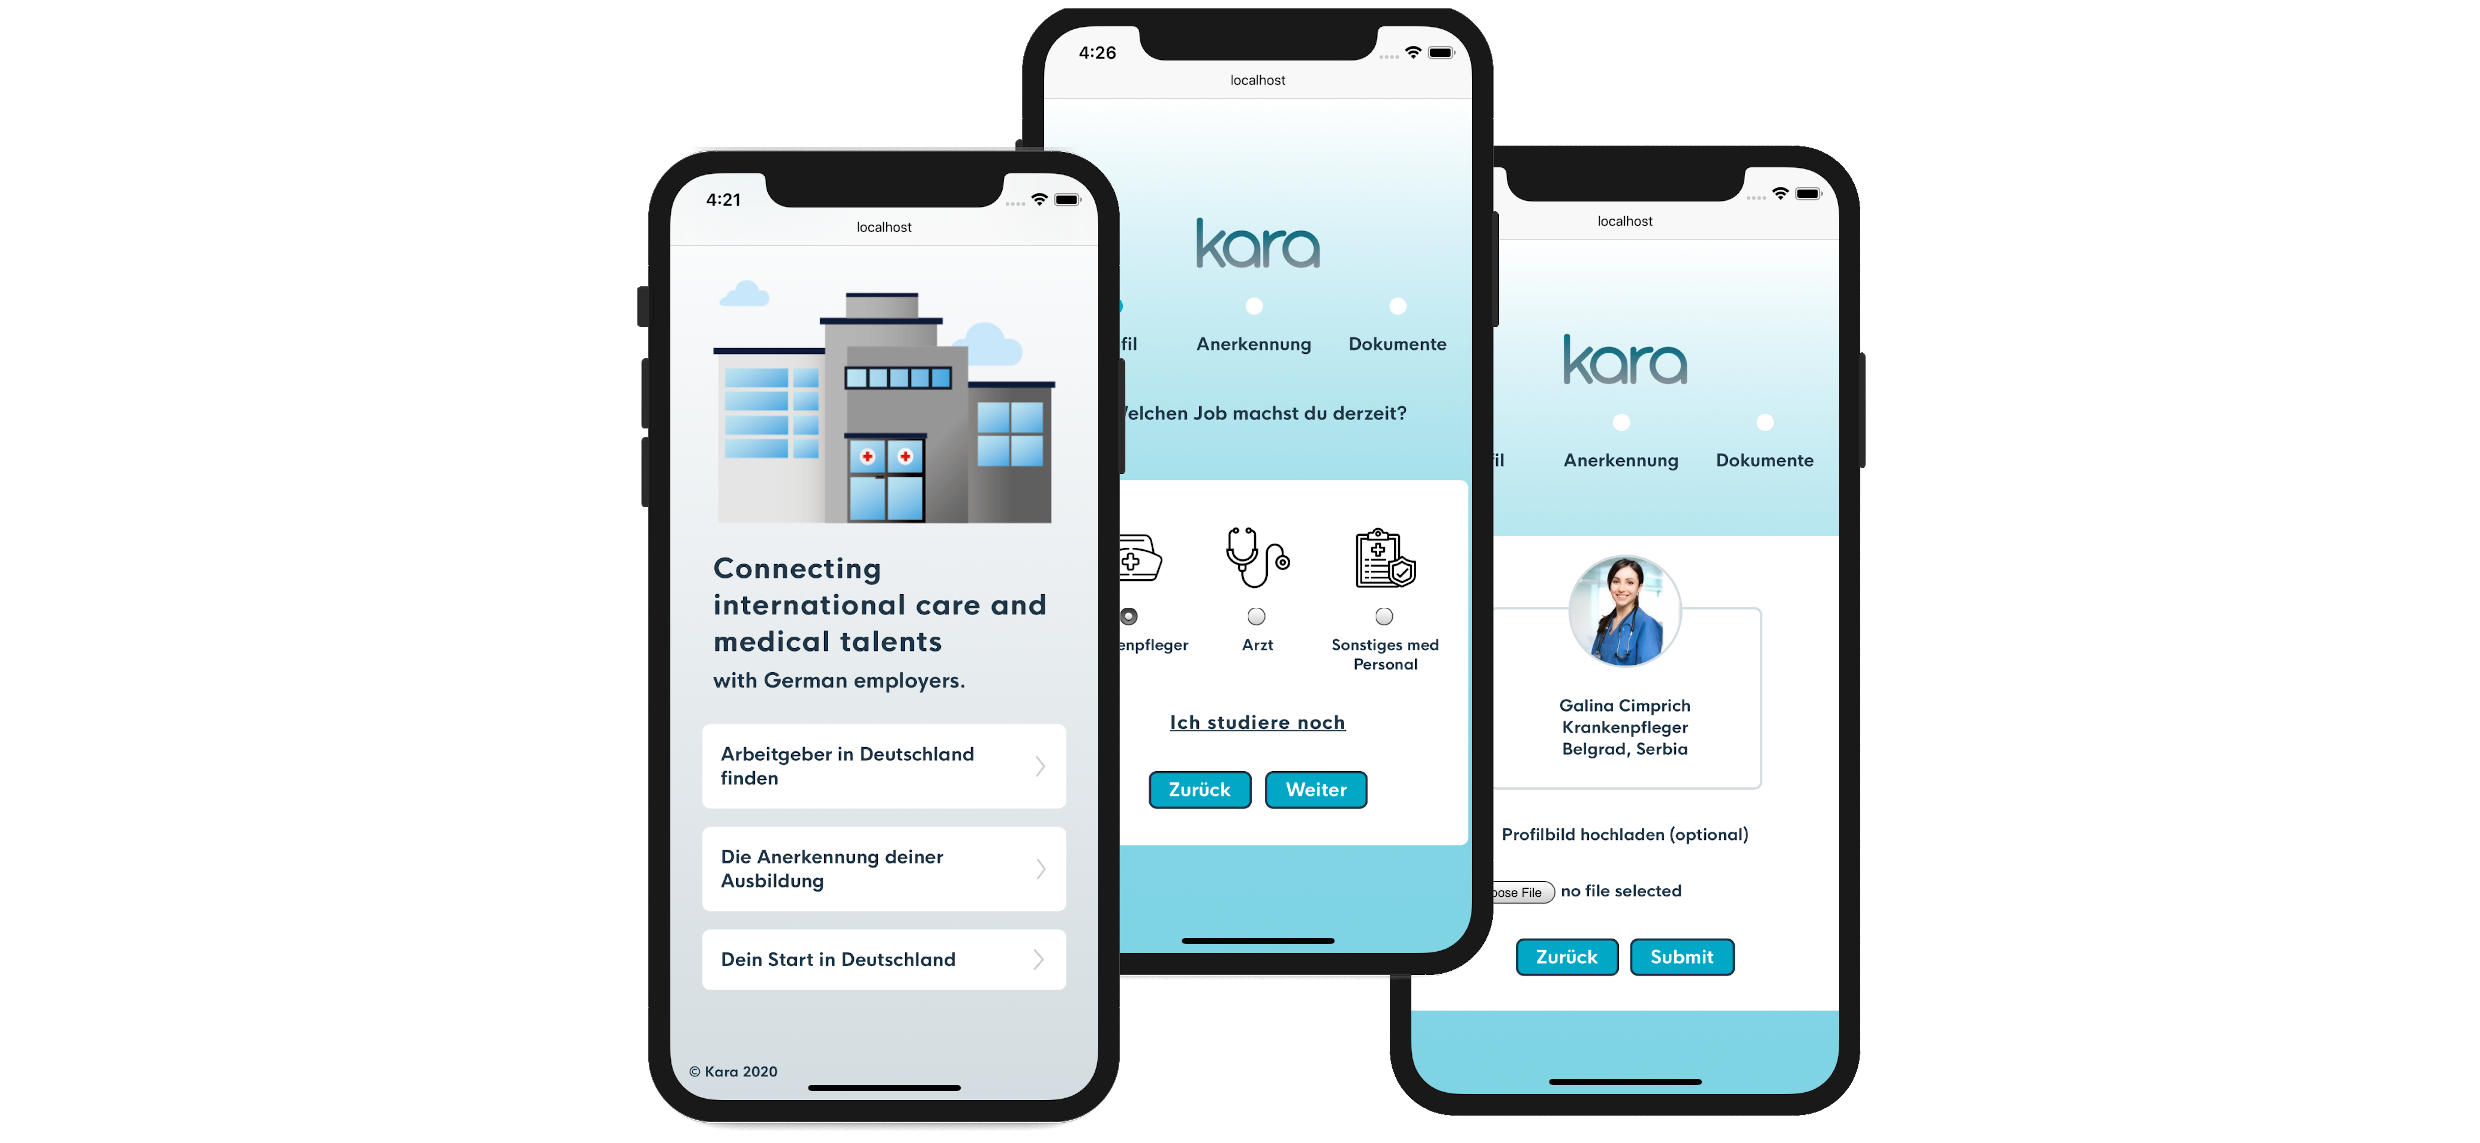 4:21
localhost
Connecting
international care and
medical talents
with German employers.
Arbeitgeber in Deutschland
finden
Die Anerkennung deiner
Ausbildung
Dein Start in Deutschland
© Kara 2020
4:26
localhost
kara
fil Anerkennung Dokumente
elchen Job machst du derzeit?
enpfleger Arzt Sonstiges med
Personal
Ich studiere noch
Zurück Weiter
localhost
kara
il Anerkennung Dokumente
Galina Cimprich
Krankenpfleger
Belgrad, Serbia
Profilbild hochladen (optional)
oose File no file selected
Zurück Submit